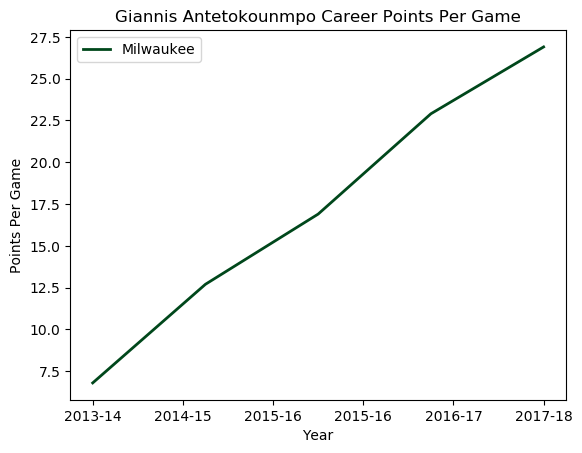 Giannis Antetokounmpo Career Points Per Game
Milwaukee
Points Per Game
27.5
25.0
22.5
20.0
17.5
15.0
12.5
10.0
7.5
2013-14 2014-15 2015-16 2015-16 2016-17 2017-18
Year